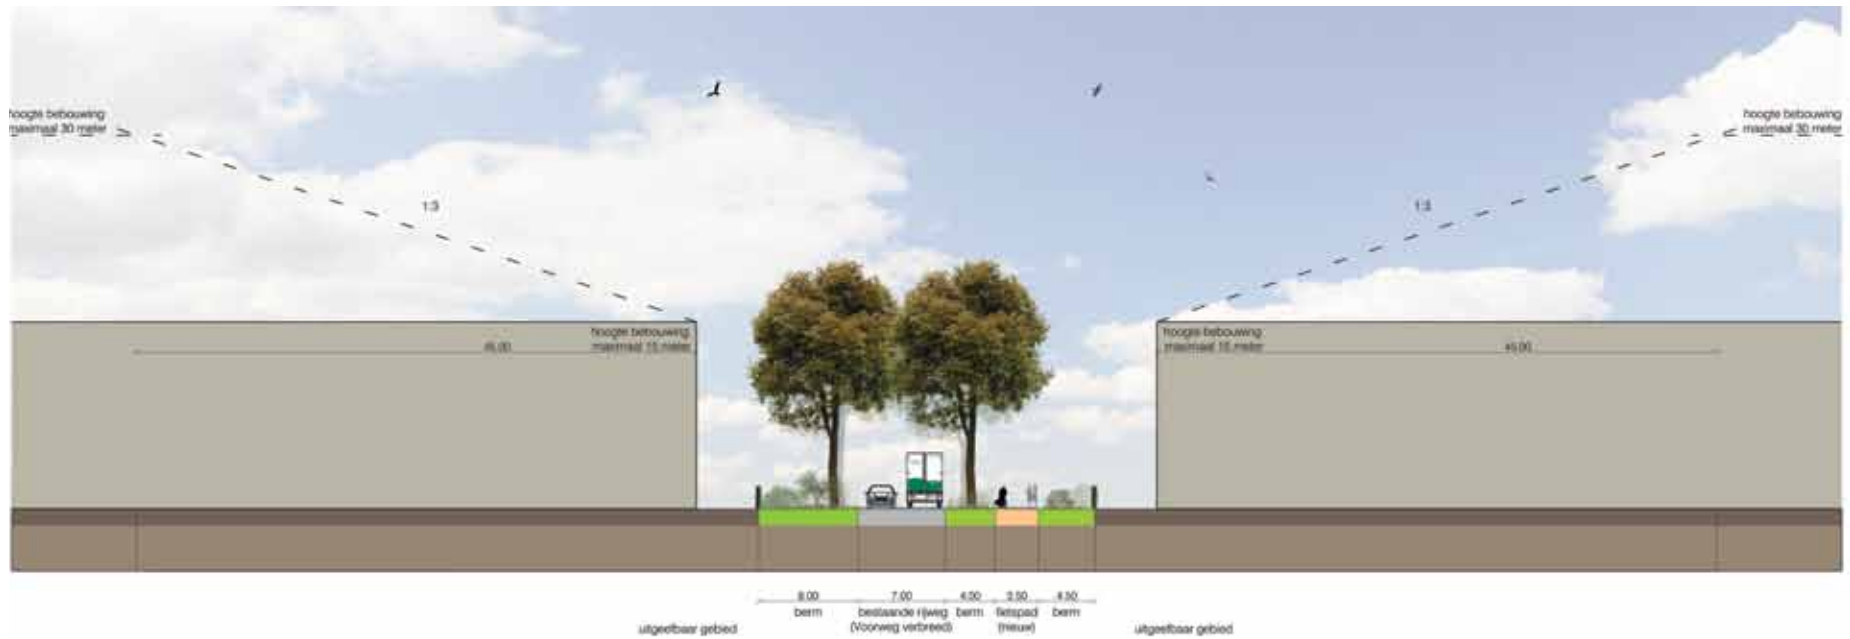 hoogte bebouwing
maximaal 30 meter
hoogte bebouwing
maximaal 30 meter
1:3
1:3
hoogte bebouwing
maximaal 15 meter
45.00
hoogte bebouwing
maximaal 15 meter
45.00
8.00
7.00
4.00
3.50
4.50
berm
bestaande rijweg
(Voorweg verbreed)
berm
fietspad
(nieuw)
berm
uitgeefbaar gebied
uitgeefbaar gebied